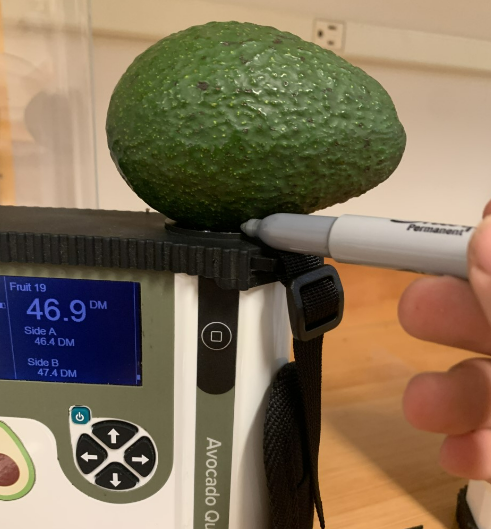 Fruit 19
46.9 DM
Side A
46.4 DM
Side B
47.4 DM
Permanent
Avocado Qu